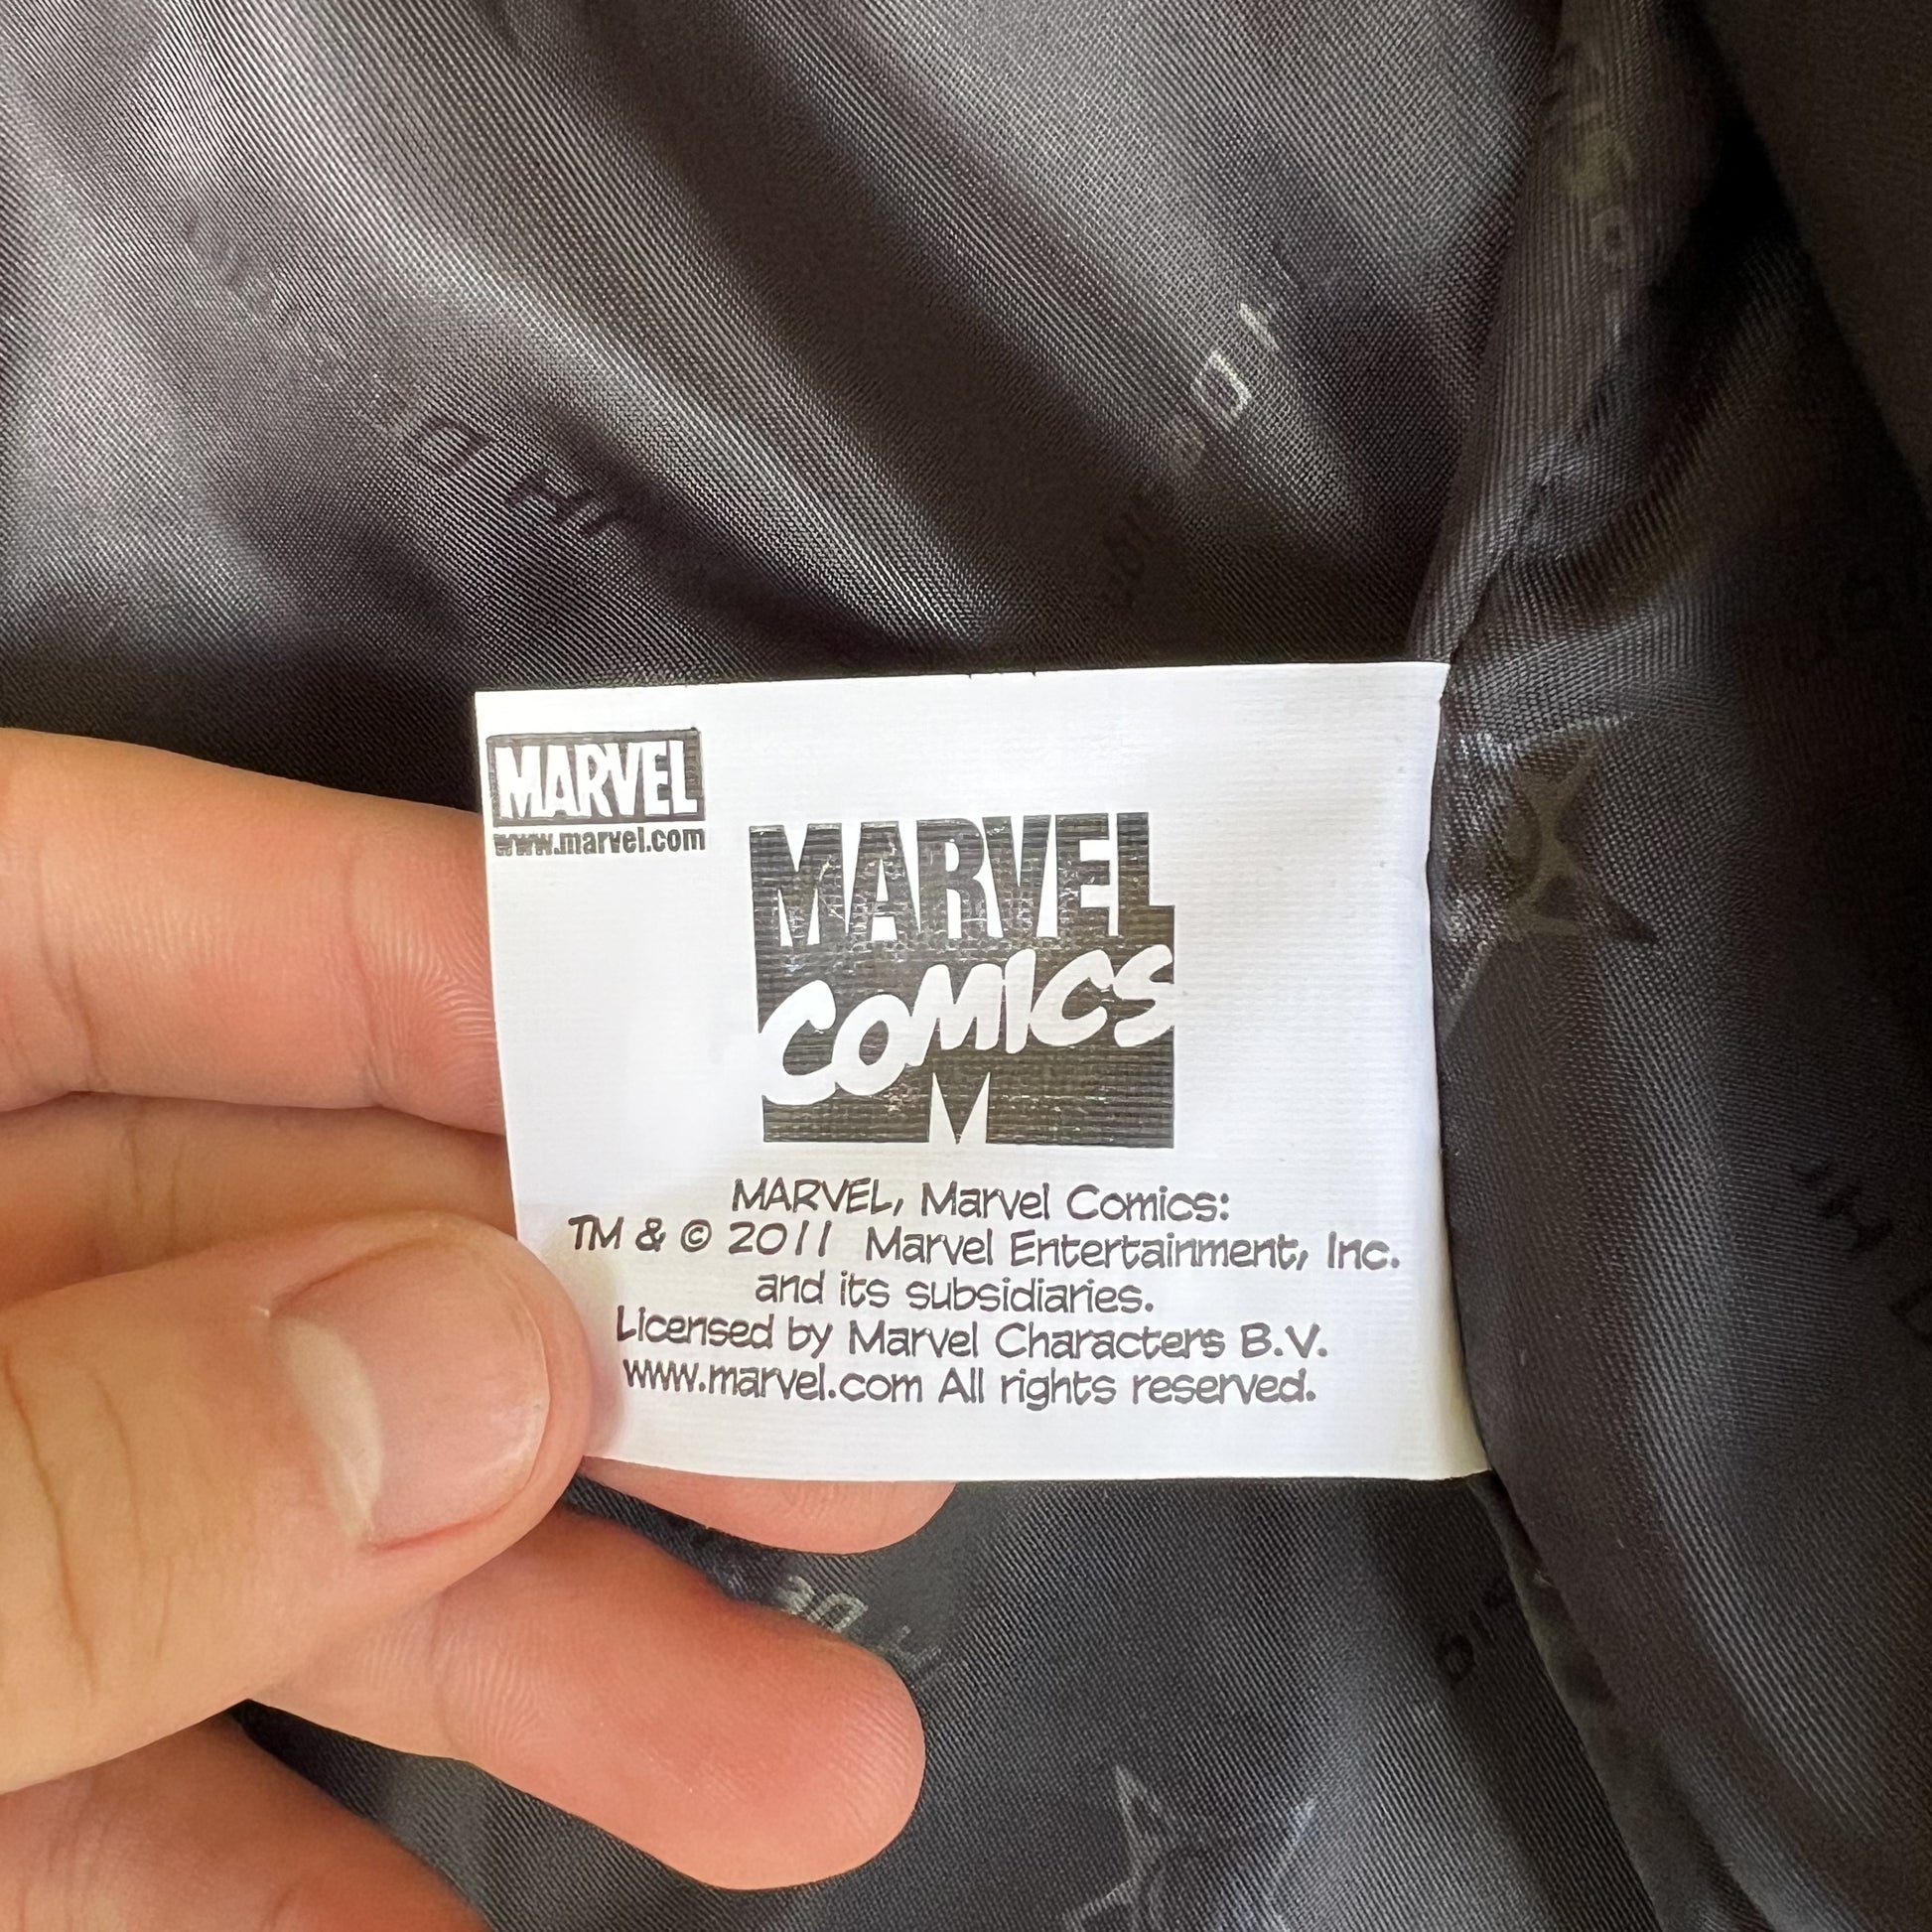 MARVEL
www.marvel.com
MARVEL
COMICS
M
MARVEL, Marvel Comics:
TM & © 2011 Marvel Entertainment, Inc.
and its subsidiaries.
Licensed by Marvel Characters B.V.
www.marvel.com All rights reserved.